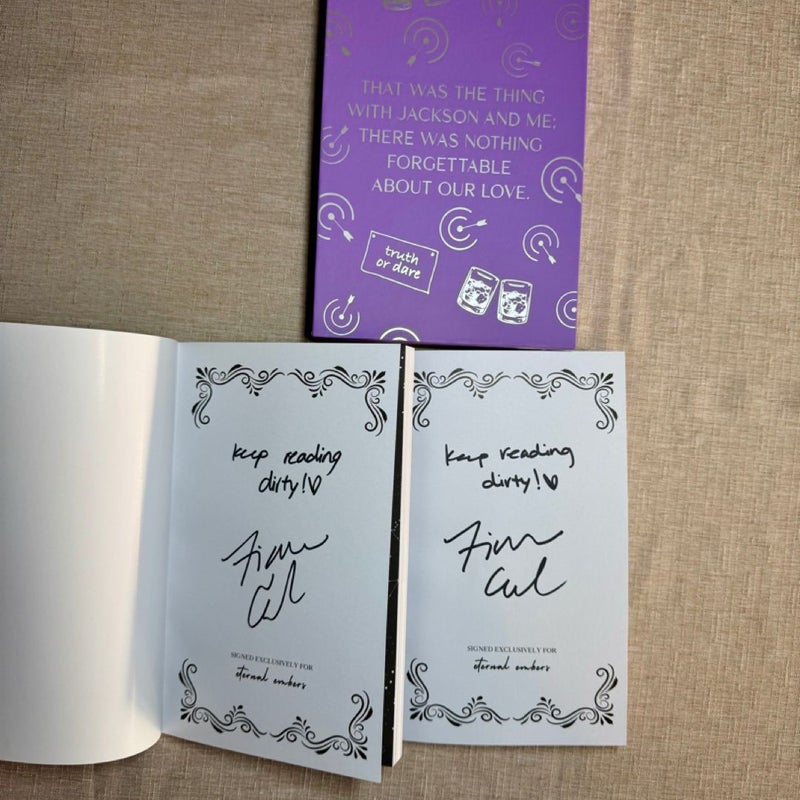 THAT WAS THE THING
WITH JACKSON AND ME;
THERE WAS NOTHING
FORGETTABLE
ABOUT OUR LOVE.
truth
or dare
keep reading
dirty!
SIGNED EXCLUSIVELY FOR
eternal embers
keep reading
dirty!
SIGNED EXCLUSIVELY FOR
eternal embers